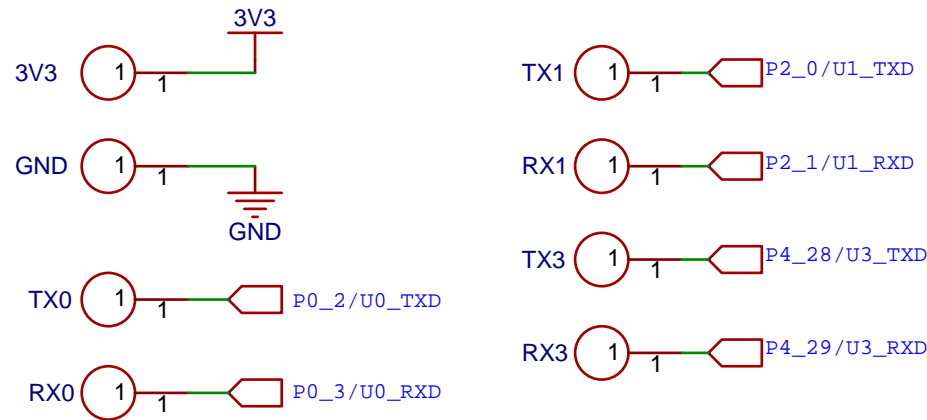 3V3
3V3 1 1
GND 1 1
GND
TX0 1 1 P0_2/U0_TXD
RX0 1 1 P0_3/U0_RXD
TX1 1 1 P2_0/U1_TXD
RX1 1 1 P2_1/U1_RXD
TX3 1 1 P4_28/U3_TXD
RX3 1 1 P4_29/U3_RXD